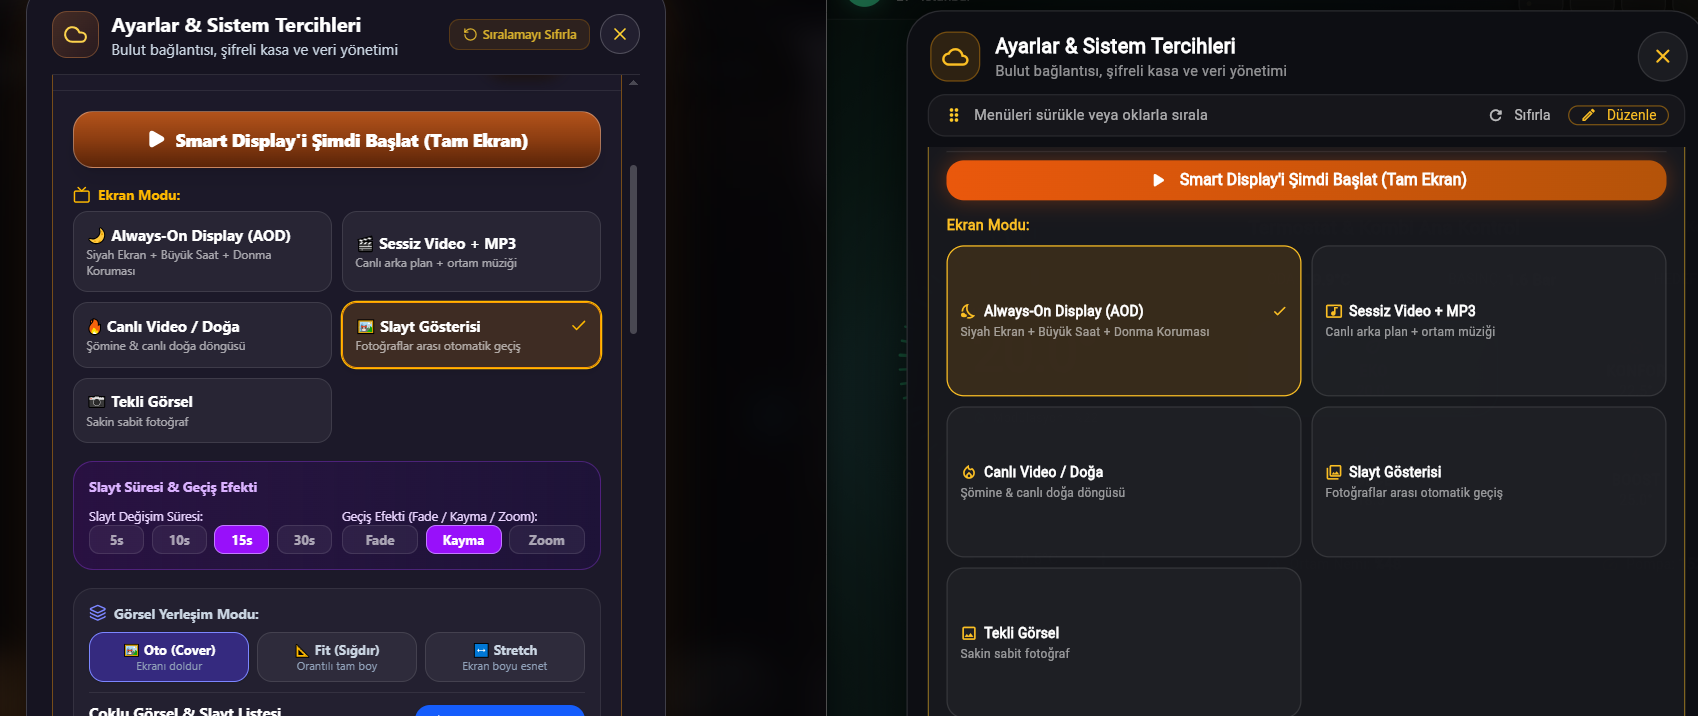 Ayarlar & Sistem Tercihleri
Bulut bağlantısı, şifreli kasa ve veri yönetimi
Sıralamayı Sıfırla
Smart Display'i Şimdi Başlat (Tam Ekran)
Ekran Modu:
Always-On Display (AOD)
Siyah Ekran + Büyük Saat + Donma
Koruması
Sessiz Video + MP3
Canlı arka plan + ortam müziği
Canlı Video / Doğa
Şömine & canlı doğa döngüsü
Slayt Gösterisi
Fotoğraflar arası otomatik geçiş
Tekli Görsel
Sakin sabit fotoğraf
Slayt Süresi & Geçiş Efekti
Slayt Değişim Süresi:
5s
10s
15s
30s
Geçiş Efekti (Fade / Kayma / Zoom):
Fade
Kayma
Zoom
Görsel Yerleşim Modu:
Oto (Cover)
Ekranı doldur
Fit (Sığdır)
Orantılı tam boy
Stretch
Ekran boyu esnet
Çoklu Görsel & Slayt Listesi
Ayarlar & Sistem Tercihleri
Bulut bağlantısı, şifreli kasa ve veri yönetimi
Menüleri sürükle veya oklarla sırala
Sıfırla
Düzenle
Smart Display'i Şimdi Başlat (Tam Ekran)
Ekran Modu:
Always-On Display (AOD)
Siyah Ekran + Büyük Saat + Donma Koruması
Sessiz Video + MP3
Canlı arka plan + ortam müziği
Canlı Video / Doğa
Şömine & canlı doğa döngüsü
Slayt Gösterisi
Fotoğraflar arası otomatik geçiş
Tekli Görsel
Sakin sabit fotoğraf